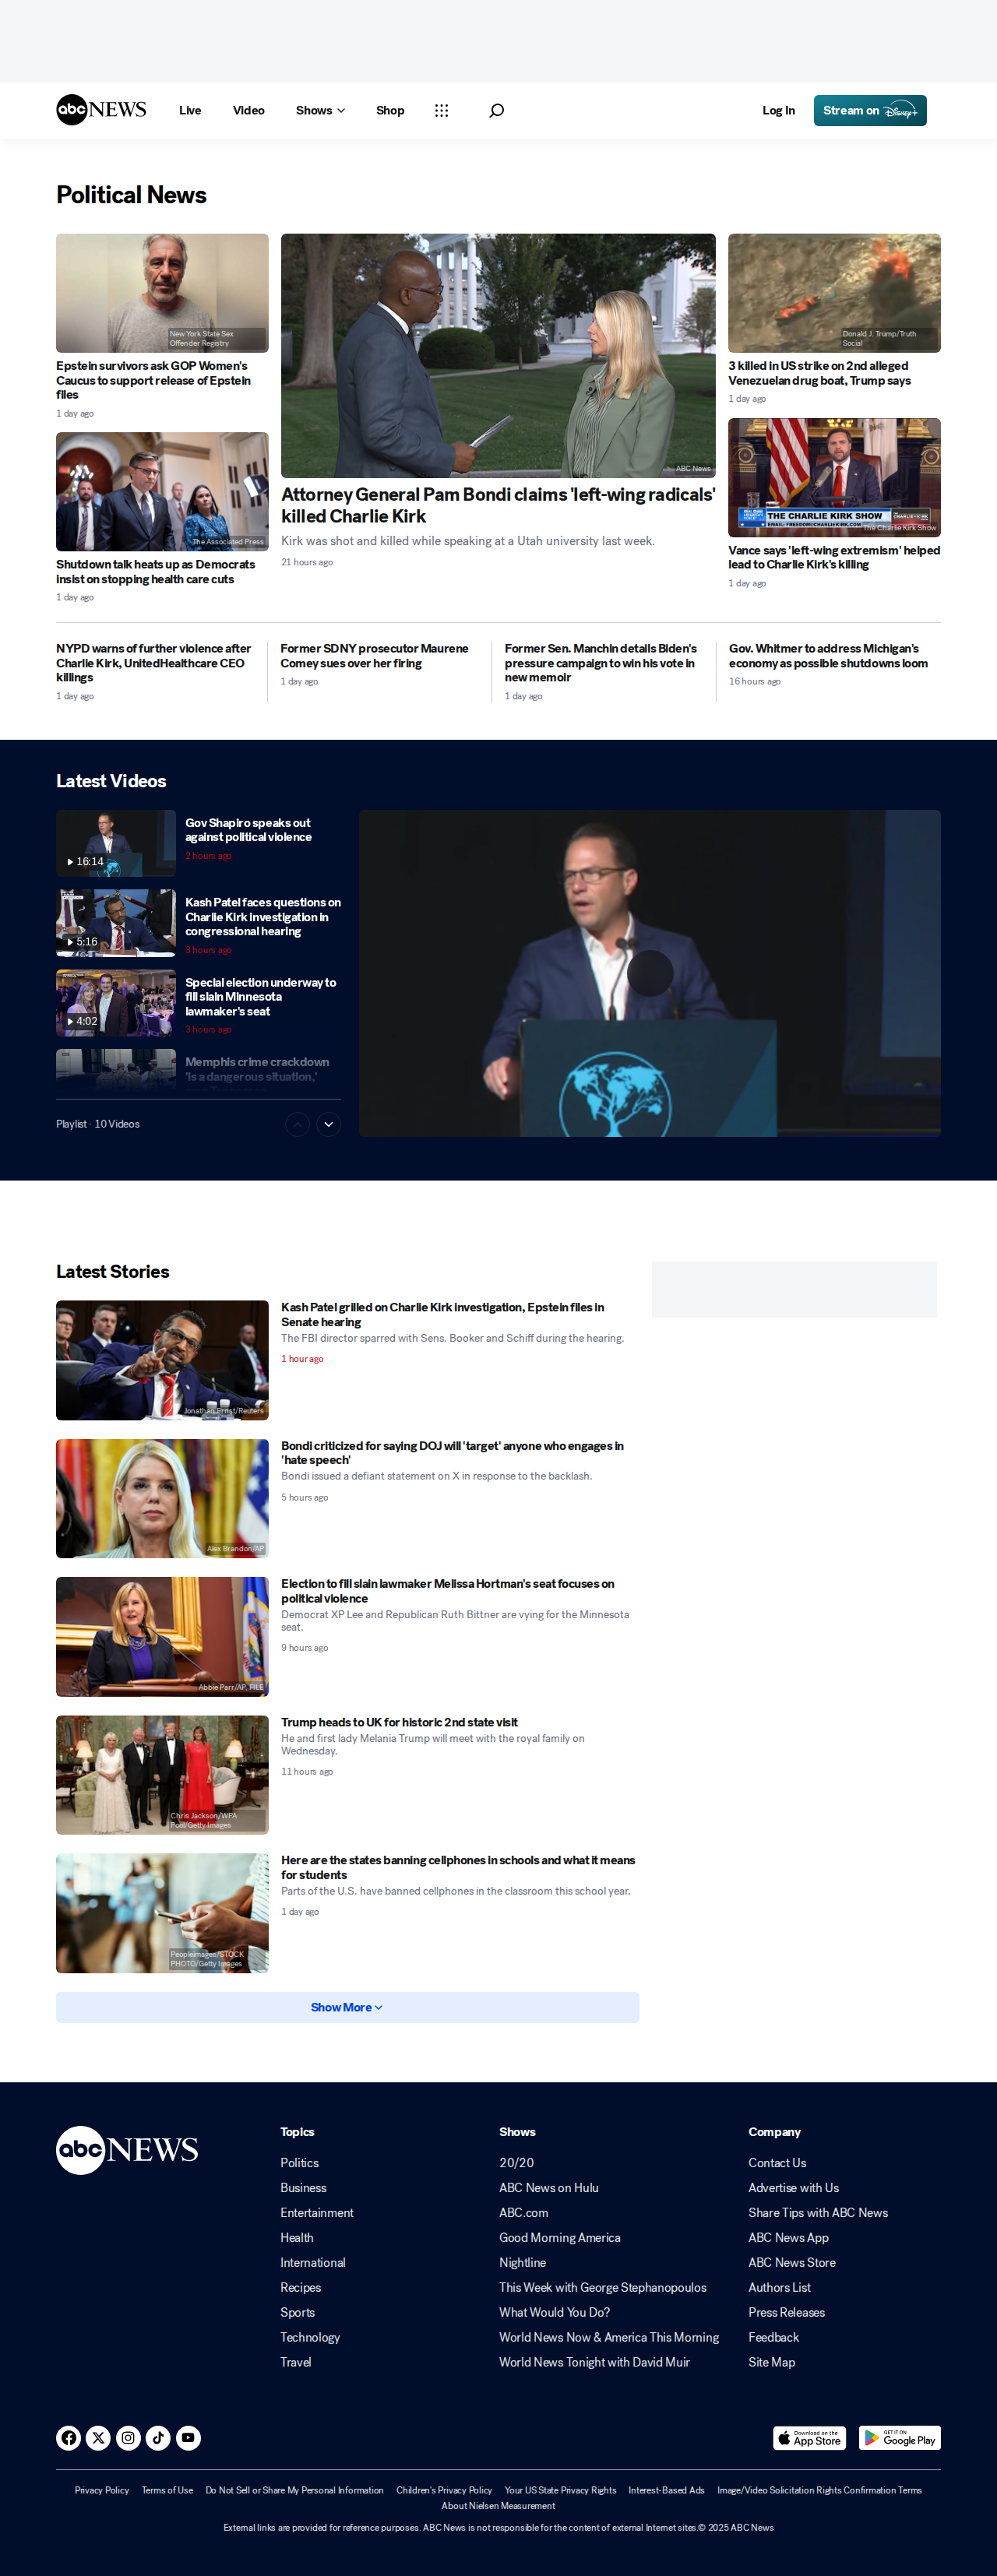 abc NEWS
Live
Video
Shows
Shop
Log In
Stream on Disney+
Political News
New York State Sex
Offender Registry
Epstein survivors ask GOP Women's
Caucus to support release of Epstein
files
1 day ago
The Associated Press
Shutdown talk heats up as Democrats
insist on stopping health care cuts
1 day ago
ABC News
Attorney General Pam Bondi claims 'left-wing radicals'
killed Charlie Kirk
Kirk was shot and killed while speaking at a Utah university last week.
21 hours ago
Donald J. Trump/Truth
Social
3 killed in US strike on 2nd alleged
Venezuelan drug boat, Trump says
1 day ago
THE CHARLIE KIRK SHOW
The Charlie Kirk Show
Vance says 'left-wing extremism' helped
lead to Charlie Kirk's killing
1 day ago
NYPD warns of further violence after
Charlie Kirk, UnitedHealthcare CEO
killings
1 day ago
Former SDNY prosecutor Maurene
Comey sues over her firing
1 day ago
Former Sen. Manchin details Biden's
pressure campaign to win his vote in
new memoir
1 day ago
Gov. Whitmer to address Michigan's
economy as possible shutdowns loom
16 hours ago
Latest Videos
16:14
Gov Shapiro speaks out
against political violence
2 hours ago
5:16
Kash Patel faces questions on
Charlie Kirk investigation in
congressional hearing
3 hours ago
4:02
Special election underway to
fill slain Minnesota
lawmaker's seat
3 hours ago
Memphis crime crackdown
'is a dangerous situation,'
Playlist · 10 Videos
Latest Stories
Jonathan Ernst/Reuters
Kash Patel grilled on Charlie Kirk investigation, Epstein files in
Senate hearing
The FBI director sparred with Sens. Booker and Schiff during the hearing.
1 hour ago
Alex Brandon/AP
Bondi criticized for saying DOJ will 'target' anyone who engages in
'hate speech'
Bondi issued a defiant statement on X in response to the backlash.
5 hours ago
Abbie Parr/AP, FILE
Election to fill slain lawmaker Melissa Hortman's seat focuses on
political violence
Democrat XP Lee and Republican Ruth Bittner are vying for the Minnesota
seat.
9 hours ago
Chris Jackson/WPA
Pool/Getty Images
Trump heads to UK for historic 2nd state visit
He and first lady Melania Trump will meet with the royal family on
Wednesday.
11 hours ago
Peopleimages/STOCK
PHOTO/Getty Images
Here are the states banning cellphones in schools and what it means
for students
Parts of the U.S. have banned cellphones in the classroom this school year.
1 day ago
Show More
abc NEWS
Topics
Politics
Business
Entertainment
Health
International
Recipes
Sports
Technology
Travel
Shows
20/20
ABC News on Hulu
ABC.com
Good Morning America
Nightline
This Week with George Stephanopoulos
What Would You Do?
World News Now & America This Morning
World News Tonight with David Muir
Company
Contact Us
Advertise with Us
Share Tips with ABC News
ABC News App
ABC News Store
Authors List
Press Releases
Feedback
Site Map
Download on the
App Store
GET IT ON
Google Play
Privacy Policy
Terms of Use
Do Not Sell or Share My Personal Information
Children's Privacy Policy
Your US State Privacy Rights
Interest-Based Ads
Image/Video Solicitation Rights Confirmation Terms
About Nielsen Measurement
External links are provided for reference purposes. ABC News is not responsible for the content of external Internet sites.© 2025 ABC News